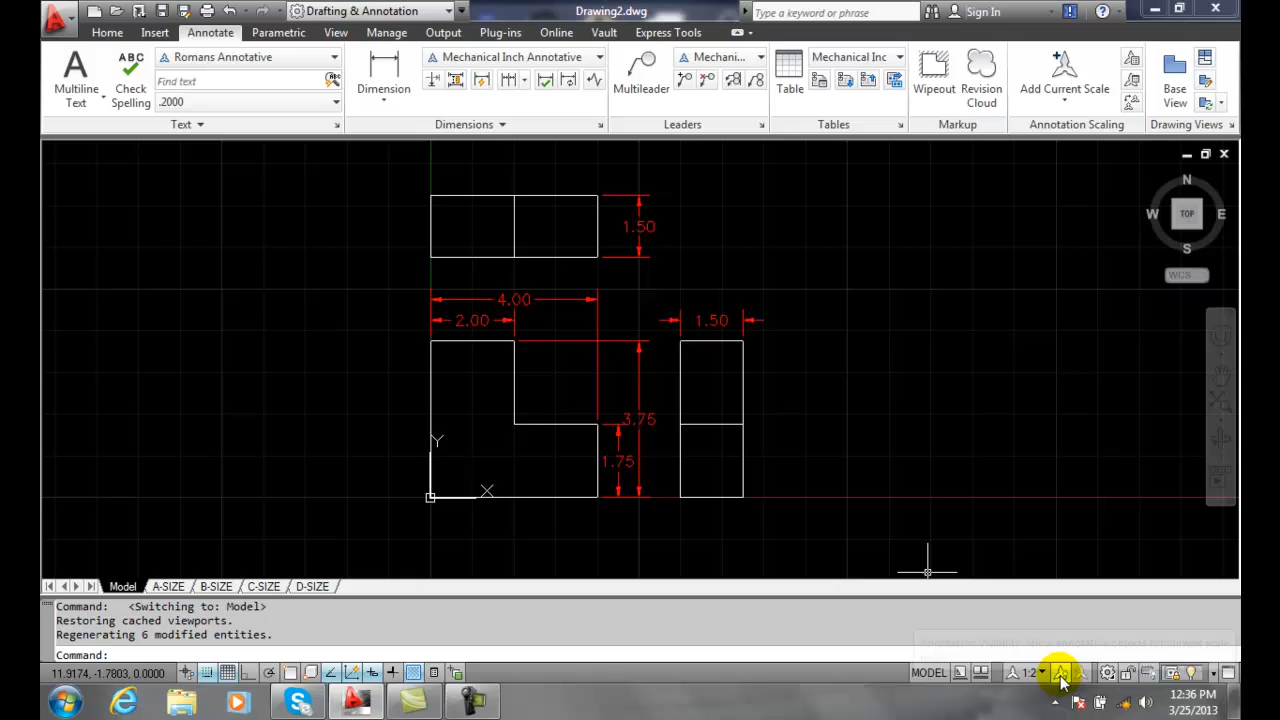 Drafting & Annotation
Drawing2.dwg
Type a keyword or phrase
Sign In
Home Insert Annotate Parametric View Manage Output Plug-ins Online Vault Express Tools
A
ABC
Romans Annotative
Find text
.2000
Multiline Text
Check Spelling
Text
Dimension
Mechanical Inch Annotative
Dimensions
Multileader
Mechani...
Leaders
Table
Mechanical Inc
Tables
Wipeout
Revision Cloud
Markup
Add Current Scale
Annotation Scaling
Base View
Drawing Views
N
W TOP E
S
WCS
1.50
4.00
2.00
1.50
3.75
1.75
Y
X
Model A-SIZE B-SIZE C-SIZE D-SIZE
Command: <Switching to: Model>
Restoring cached viewports.
Regenerating 6 modified entities.
Command:
11.9174, -1.7803, 0.0000
MODEL
1:2
12:36 PM
3/25/2013